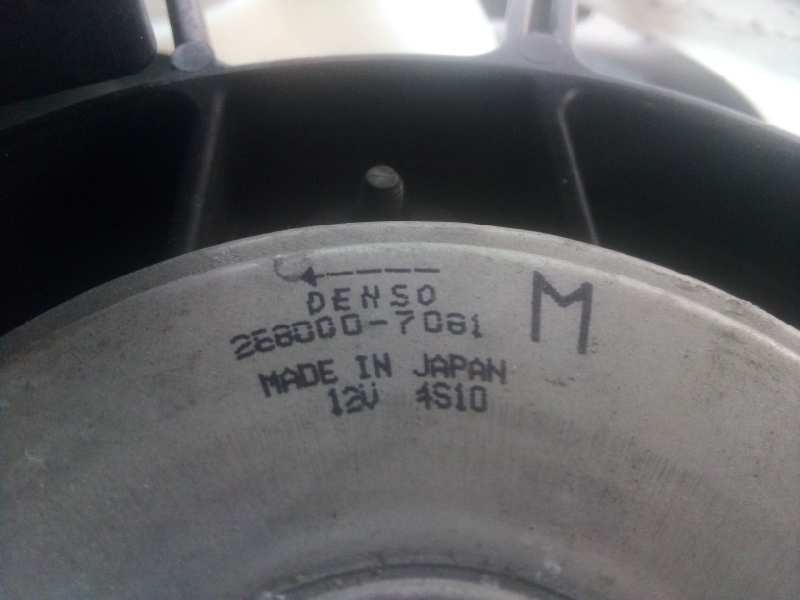 DENSO
268000-7081
M
MADE IN JAPAN
12V 4S10